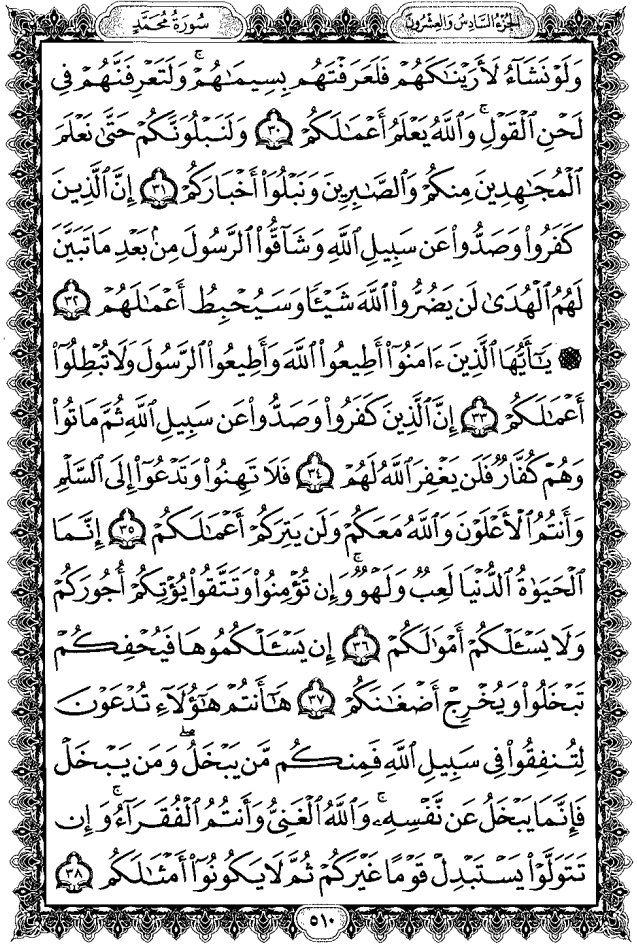 الجزء السادس والعشرون سورة محمد
وَلَوْ نَشَآءُ لَأَرَيْنَٰكَهُمْ فَلَعَرَفْتَهُم بِسِيمَٰهُمْ ۚ وَلَتَعْرِفَنَّهُمْ فِى
لَحْنِ ٱلْقَوْلِ ۚ وَٱللَّهُ يَعْلَمُ أَعْمَٰلَكُمْ ٣٠ وَلَنَبْلُوَنَّكُمْ حَتَّىٰ نَعْلَمَ
ٱلْمُجَٰهِدِينَ مِنكُمْ وَٱلصَّٰبِرِينَ وَنَبْلُوَا۟ أَخْبَارَكُمْ ٣١ إِنَّ ٱلَّذِينَ
كَفَرُوا۟ وَصَدُّوا۟ عَن سَبِيلِ ٱللَّهِ وَشَآقُّوا۟ ٱلرَّسُولَ مِنۢ بَعْدِ مَا تَبَيَّنَ
لَهُمُ ٱلْهُدَىٰ لَن يَضُرُّوا۟ ٱللَّهَ شَيْـًٔا وَسَيُحْبِطُ أَعْمَٰلَهُمْ ٣٢
۞ يَٰٓأَيُّهَا ٱلَّذِينَ ءَامَنُوٓا۟ أَطِيعُوا۟ ٱللَّهَ وَأَطِيعُوا۟ ٱلرَّسُولَ وَلَا تُبْطِلُوٓا۟
أَعْمَٰلَكُمْ ٣٣ إِنَّ ٱلَّذِينَ كَفَرُوا۟ وَصَدُّوا۟ عَن سَبِيلِ ٱللَّهِ ثُمَّ مَاتُوا۟
وَهُمْ كُفَّارٌ فَلَن يَغْفِرَ ٱللَّهُ لَهُمْ ٣٤ فَلَا تَهِنُوا۟ وَتَدْعُوٓا۟ إِلَى ٱلسَّلْمِ
وَأَنتُمُ ٱلْأَعْلَوْنَ وَٱللَّهُ مَعَكُمْ وَلَن يَتِرَكُمْ أَعْمَٰلَكُمْ ٣٥ إِنَّمَا
ٱلْحَيَوٰةُ ٱلدُّنْيَا لَعِبٌ وَلَهْوٌ ۚ وَإِن تُؤْمِنُوا۟ وَتَتَّقُوا۟ يُؤْتِكُمْ أُجُورَكُمْ
وَلَا يَسْـَٔلْكُمْ أَمْوَٰلَكُمْ ٣٦ إِن يَسْـَٔلْكُمُوهَا فَيُحْفِكُمْ
تَبْخَلُوا۟ وَيُخْرِجْ أَضْغَٰنَكُمْ ٣٧ هَٰٓأَنتُمْ هَٰٓؤُلَآءِ تُدْعَوْنَ
لِتُنفِقُوا۟ فِى سَبِيلِ ٱللَّهِ فَمِنكُم مَّن يَبْخَلُ ۖ وَمَن يَبْخَلْ
فَإِنَّمَا يَبْخَلُ عَن نَّفْسِهِۦ ۚ وَٱللَّهُ ٱلْغَنِىُّ وَأَنتُمُ ٱلْفُقَرَآءُ ۚ وَإِن
تَتَوَلَّوْا۟ يَسْتَبْدِلْ قَوْمًا غَيْرَكُمْ ثُمَّ لَا يَكُونُوٓا۟ أَمْثَٰلَكُم ٣٨
٥١٠